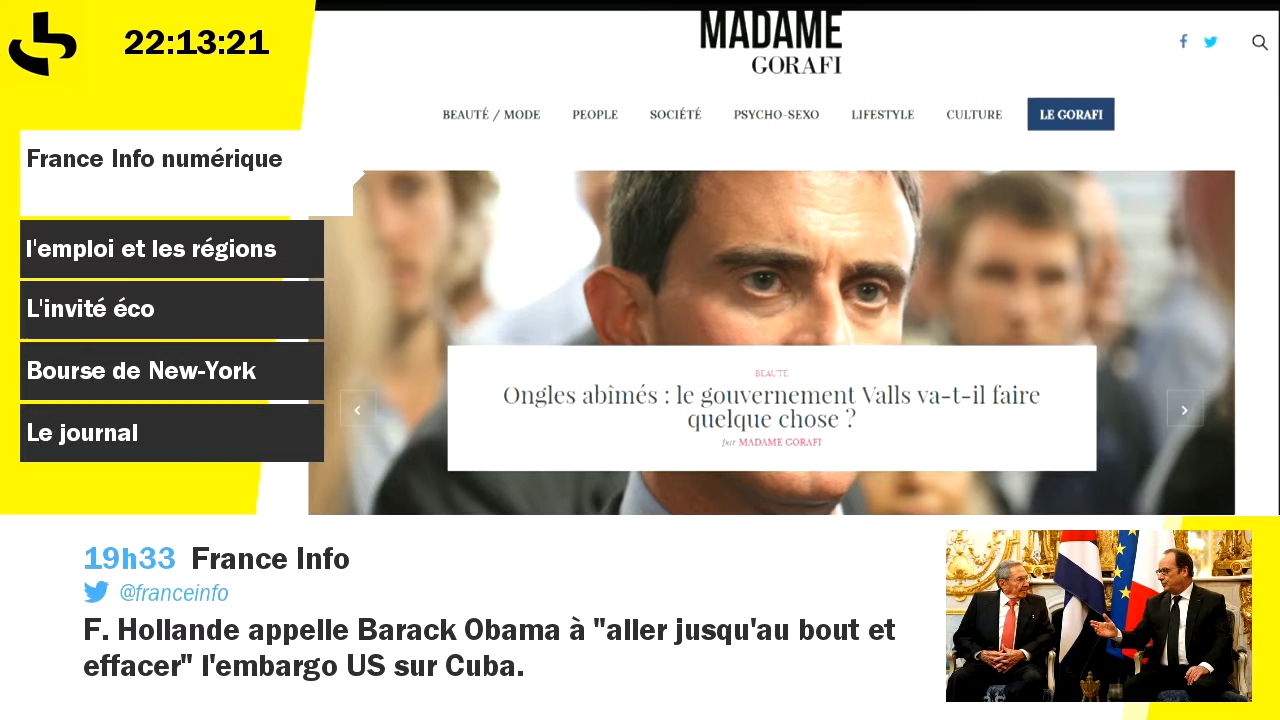 22:13:21
France Info numérique
l'emploi et les régions
L'invité éco
Bourse de New-York
Le journal
MADAME
GORAFI
BEAUTÉ / MODE PEOPLE SOCIÉTÉ PSYCHO-SEXO LIFESTYLE CULTURE LE GORAFI
BEAUTÉ
Ongles abîmés : le gouvernement Valls va-t-il faire
quelque chose ?
par MADAME GORAFI
19h33 France Info
@franceinfo
F. Hollande appelle Barack Obama à "aller jusqu'au bout et
effacer" l'embargo US sur Cuba.